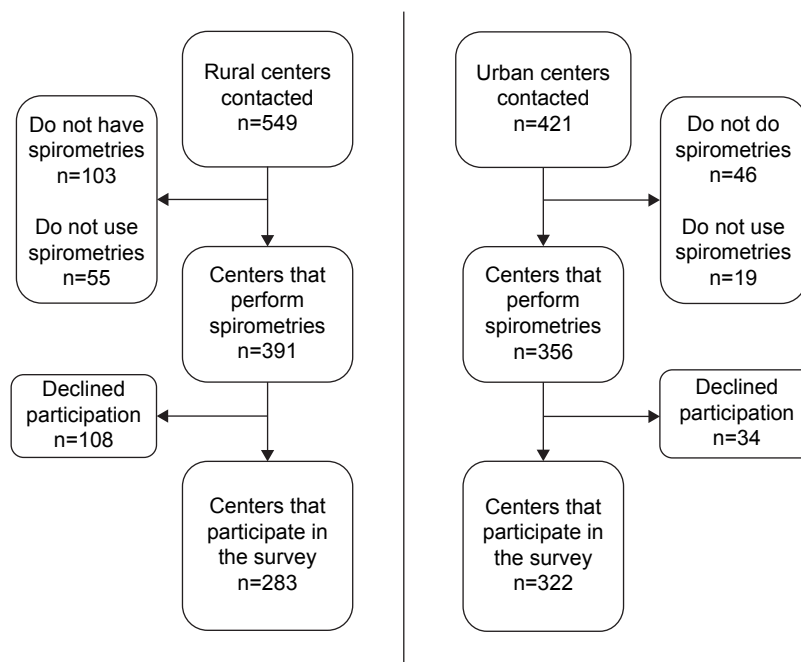 Rural centers
contacted
n=549
Do not have
spirometries
n=103
Do not use
spirometries
n=55
Centers that
perform
spirometries
n=391
Declined
participation
n=108
Centers that
participate in
the survey
n=283
Urban centers
contacted
n=421
Do not do
spirometries
n=46
Do not use
spirometries
n=19
Centers that
perform
spirometries
n=356
Declined
participation
n=34
Centers that
participate in
the survey
n=322